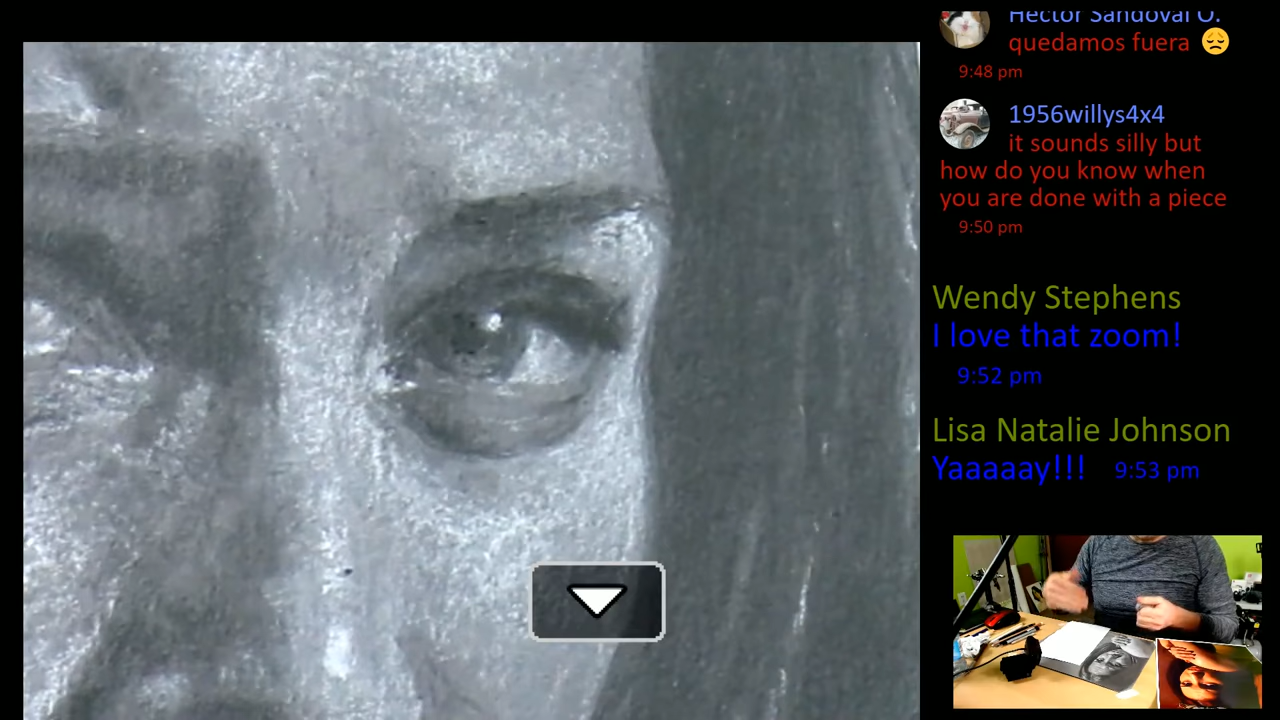 Hector Sandoval O.
quedamos fuera 😞
9:48 pm
1956willys4x4
it sounds silly but
how do you know when
you are done with a piece
9:50 pm
Wendy Stephens
I love that zoom!
9:52 pm
Lisa Natalie Johnson
Yaaaaay!!! 9:53 pm